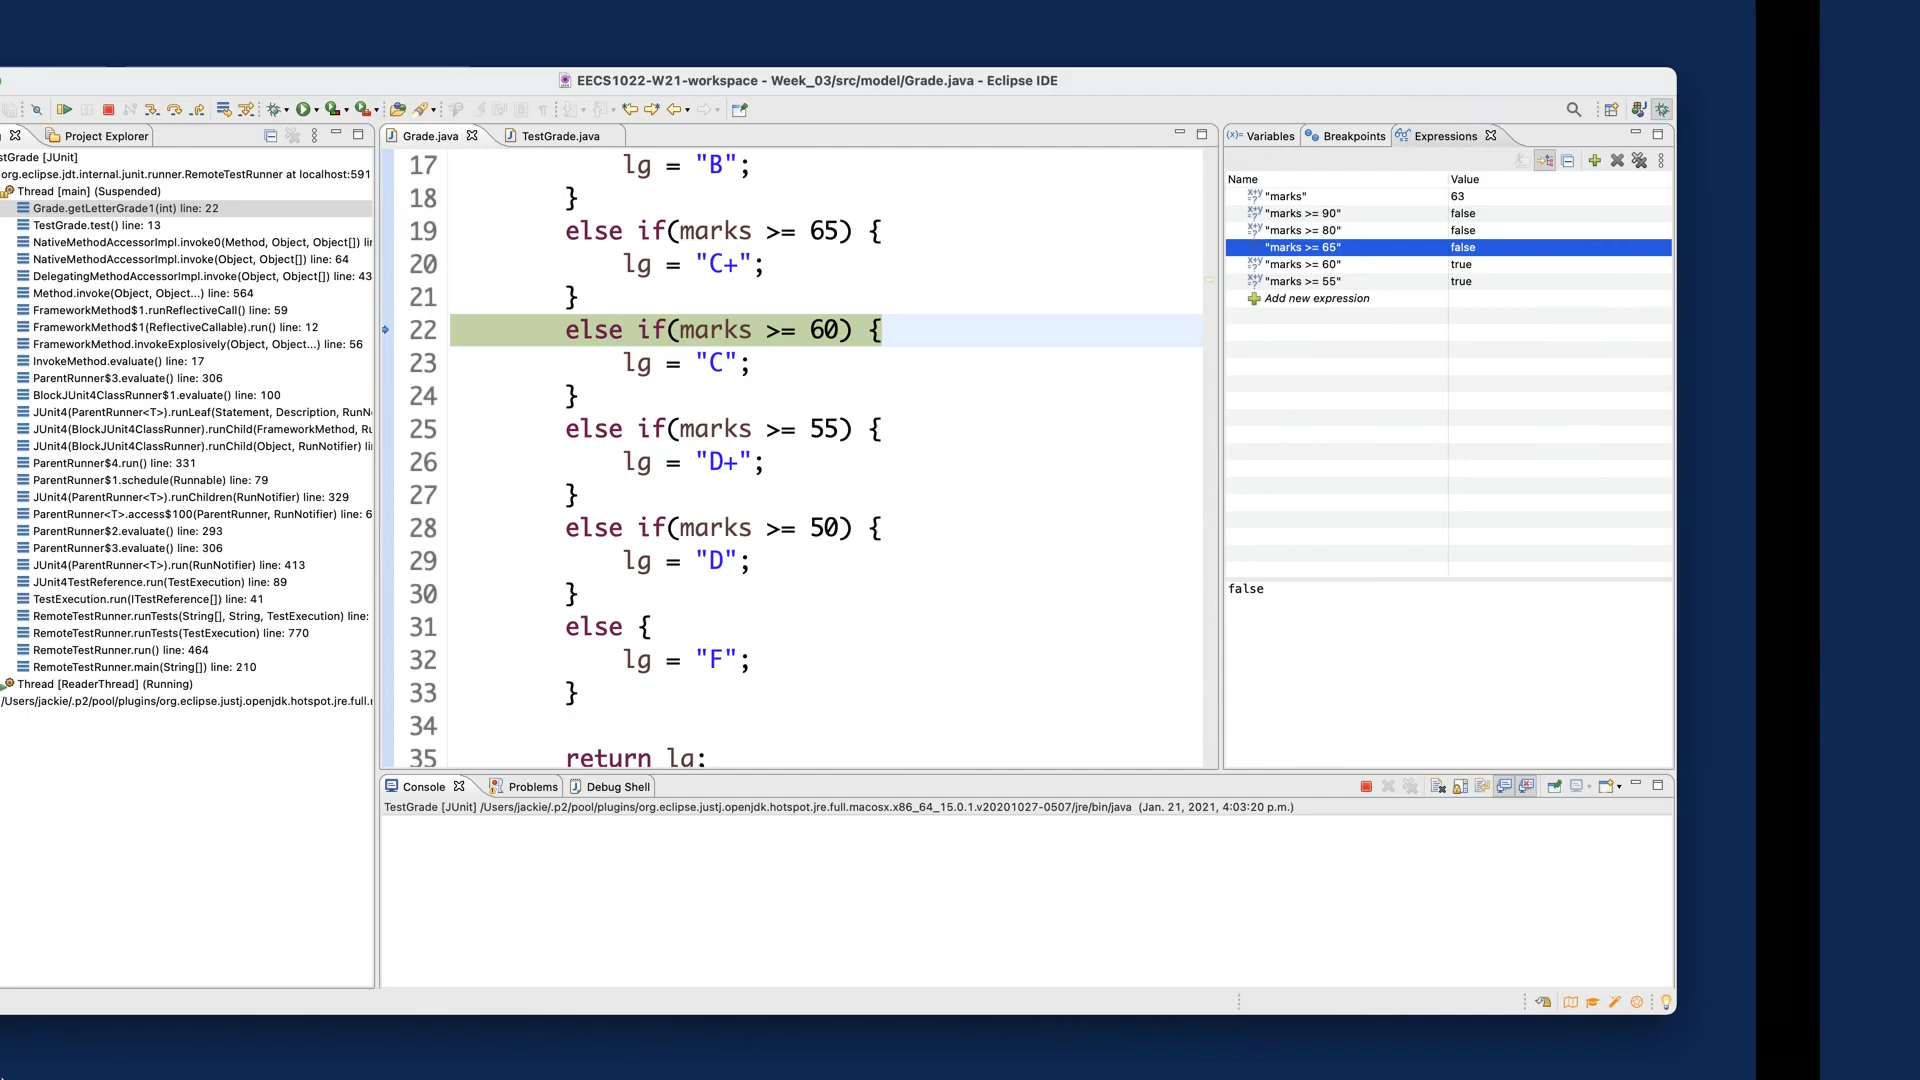 EECS1022-W21-workspace - Week_03/src/model/Grade.java - Eclipse IDE
Project Explorer
stGrade [JUnit]
org.eclipse.jdt.internal.junit.runner.RemoteTestRunner at localhost:591
Thread [main] (Suspended)
Grade.getLetterGrade1(int) line: 22
TestGrade.test() line: 13
NativeMethodAccessorImpl.invoke0(Method, Object, Object[]) li
NativeMethodAccessorImpl.invoke(Object, Object[]) line: 64
DelegatingMethodAccessorImpl.invoke(Object, Object[]) line: 43
Method.invoke(Object, Object...) line: 564
FrameworkMethod$1.runReflectiveCall() line: 59
FrameworkMethod$1(ReflectiveCallable).run() line: 12
FrameworkMethod.invokeExplosively(Object, Object...) line: 56
InvokeMethod.evaluate() line: 17
ParentRunner$3.evaluate() line: 306
BlockJUnit4ClassRunner$1.evaluate() line: 100
JUnit4(ParentRunner<T>).runLeaf(Statement, Description, RunN
JUnit4(BlockJUnit4ClassRunner).runChild(FrameworkMethod, Ru
JUnit4(BlockJUnit4ClassRunner).runChild(Object, RunNotifier) li
ParentRunner$4.run() line: 331
ParentRunner$1.schedule(Runnable) line: 79
JUnit4(ParentRunner<T>).runChildren(RunNotifier) line: 329
ParentRunner<T>.access$100(ParentRunner, RunNotifier) line: 6
ParentRunner$2.evaluate() line: 293
ParentRunner$3.evaluate() line: 306
JUnit4(ParentRunner<T>).run(RunNotifier) line: 413
JUnit4TestReference.run(TestExecution) line: 89
TestExecution.run(ITestReference[]) line: 41
RemoteTestRunner.runTests(String[], String, TestExecution) line:
RemoteTestRunner.runTests(TestExecution) line: 770
RemoteTestRunner.run() line: 464
RemoteTestRunner.main(String[]) line: 210
Thread [ReaderThread] (Running)
/Users/jackie/.p2/pool/plugins/org.eclipse.justj.openjdk.hotspot.jre.full.r
Grade.java TestGrade.java
17 lg = "B";
18 }
19 else if(marks >= 65) {
20 lg = "C+";
21 }
22 else if(marks >= 60) {
23 lg = "C";
24 }
25 else if(marks >= 55) {
26 lg = "D+";
27 }
28 else if(marks >= 50) {
29 lg = "D";
30 }
31 else {
32 lg = "F";
33 }
34
35 return lg;
(x)= Variables Breakpoints Expressions
Name Value
"marks" 63
"marks >= 90" false
"marks >= 80" false
"marks >= 65" false
"marks >= 60" true
"marks >= 55" true
Add new expression
false
Console Problems Debug Shell
TestGrade [JUnit] /Users/jackie/.p2/pool/plugins/org.eclipse.justj.openjdk.hotspot.jre.full.macosx.x86_64_15.0.1.v20201027-0507/jre/bin/java (Jan. 21, 2021, 4:03:20 p.m.)